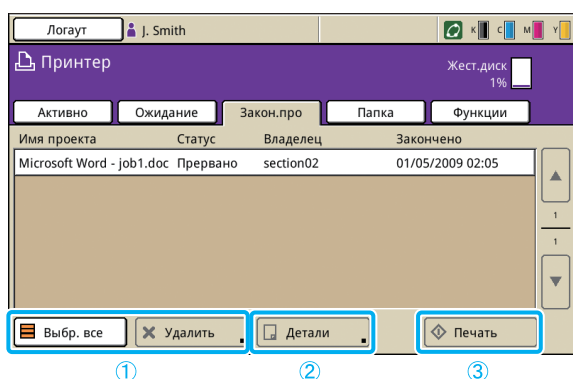 Логаут J. Smith K C M Y
Принтер Жест.диск
1%
Активно Ожидание Закон.про Папка Функции
Имя проекта Статус Владелец Закончено
Microsoft Word - job1.doc Прервано section02 01/05/2009 02:05
1
1
Выбр. все Удалить Детали Печать
① ② ③